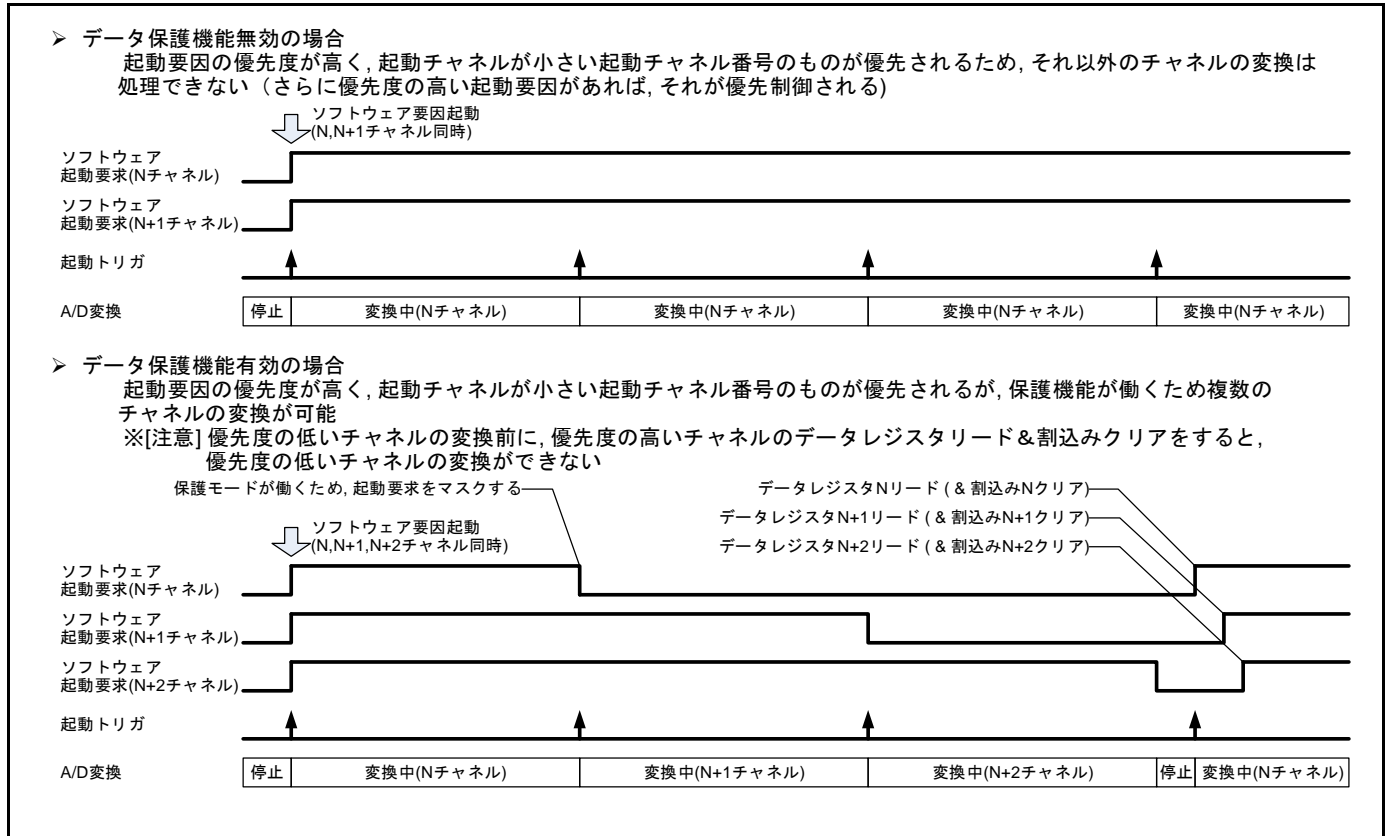 ➢ データ保護機能無効の場合
起動要因の優先度が高く, 起動チャネルが小さい起動チャネル番号のものが優先されるため, それ以外のチャネルの変換は
処理できない（さらに優先度の高い起動要因があれば, それが優先制御される)
ソフトウェア要因起動
(N,N+1チャネル同時)
ソフトウェア
起動要求(Nチャネル)
ソフトウェア
起動要求(N+1チャネル)
起動トリガ
A/D変換 停止 変換中(Nチャネル) 変換中(Nチャネル) 変換中(Nチャネル) 変換中(Nチャネル)
➢ データ保護機能有効の場合
起動要因の優先度が高く, 起動チャネルが小さい起動チャネル番号のものが優先されるが, 保護機能が働くため複数の
チャネルの変換が可能
※[注意] 優先度の低いチャネルの変換前に, 優先度の高いチャネルのデータレジスタリード＆割込みクリアをすると,
優先度の低いチャネルの変換ができない
保護モードが働くため, 起動要求をマスクする
データレジスタNリード ( & 割込みNクリア)
データレジスタN+1リード ( & 割込みN+1クリア)
データレジスタN+2リード ( & 割込みN+2クリア)
ソフトウェア要因起動
(N,N+1,N+2チャネル同時)
ソフトウェア
起動要求(Nチャネル)
ソフトウェア
起動要求(N+1チャネル)
ソフトウェア
起動要求(N+2チャネル)
起動トリガ
A/D変換 停止 変換中(Nチャネル) 変換中(N+1チャネル) 変換中(N+2チャネル) 停止 変換中(Nチャネル)